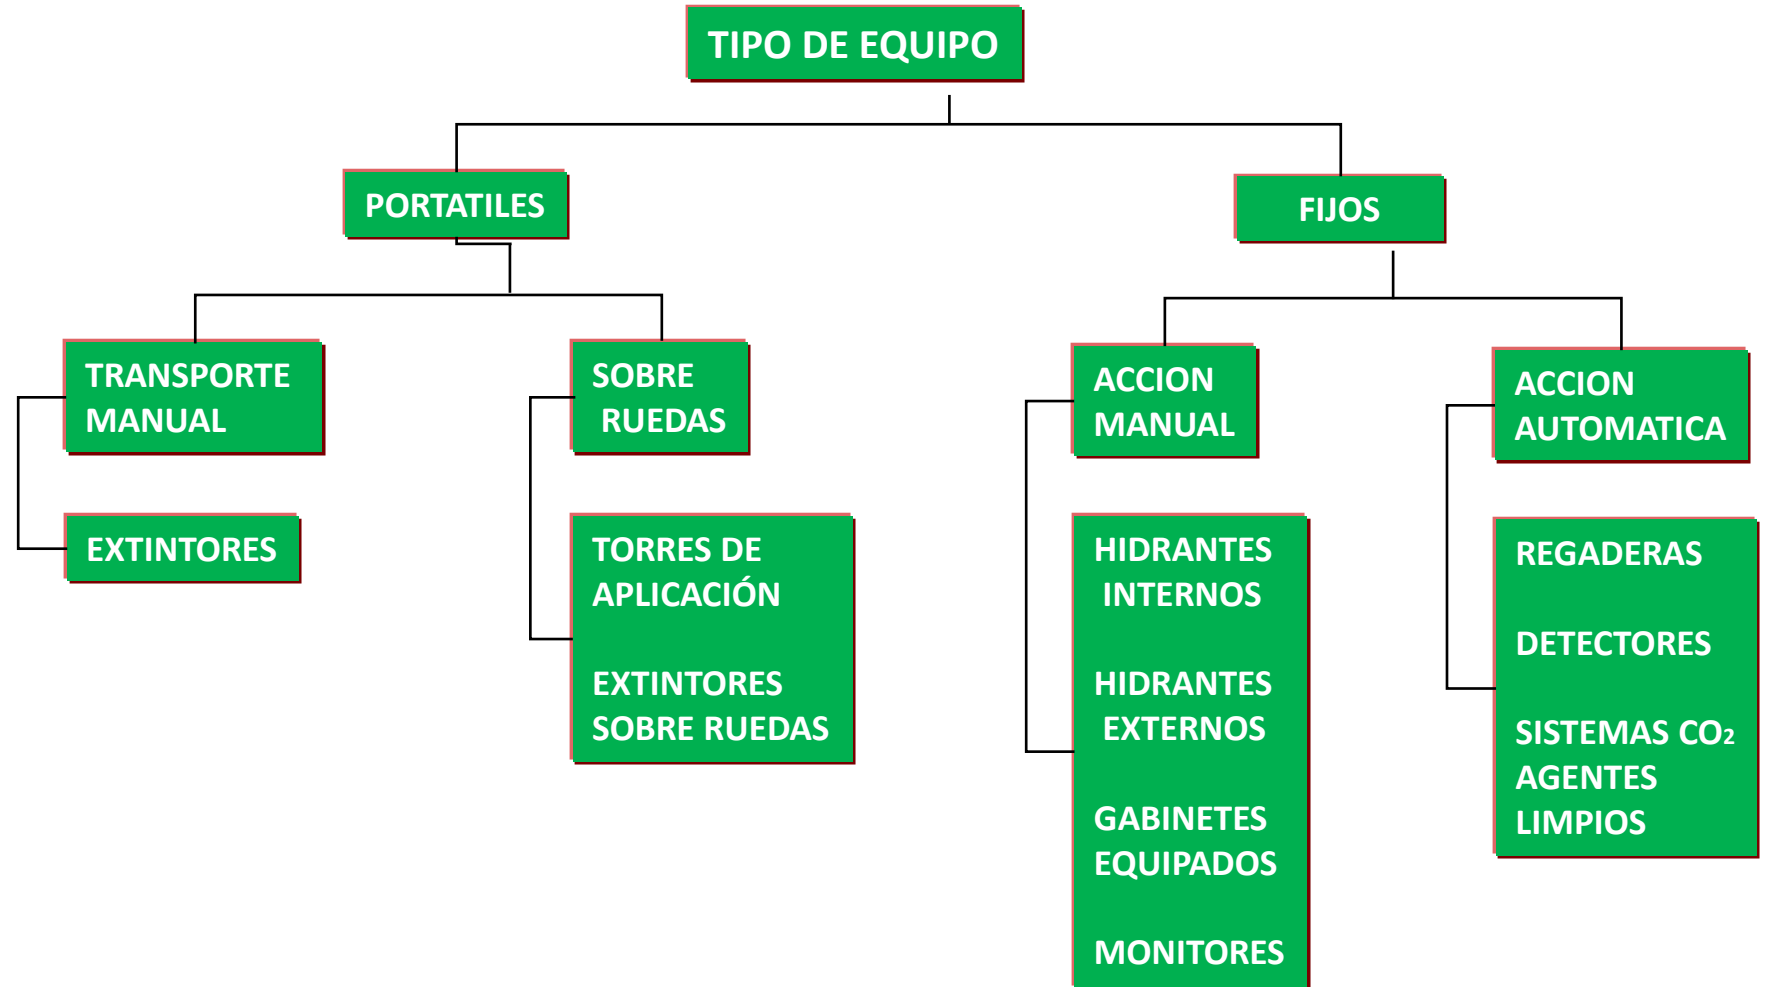 TIPO DE EQUIPO
PORTATILES
FIJOS
TRANSPORTE
MANUAL
SOBRE
RUEDAS
ACCION
MANUAL
ACCION
AUTOMATICA
EXTINTORES
TORRES DE
APLICACIÓN
EXTINTORES
SOBRE RUEDAS
HIDRANTES
INTERNOS
HIDRANTES
EXTERNOS
GABINETES
EQUIPADOS
MONITORES
REGADERAS
DETECTORES
SISTEMAS CO₂
AGENTES
LIMPIOS